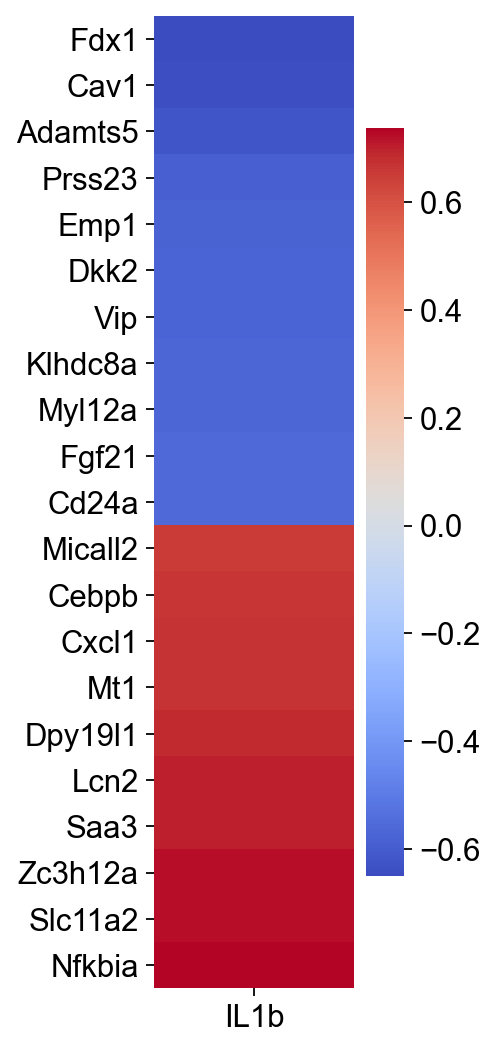 Fdx1
Cav1
Adamts5
Prss23
Emp1
Dkk2
Vip
Klhdc8a
Myl12a
Fgf21
Cd24a
Micall2
Cebpb
Cxcl1
Mt1
Dpy19l1
Lcn2
Saa3
Zc3h12a
Slc11a2
Nfkbia
IL1b
0.6
0.4
0.2
0.0
−0.2
−0.4
−0.6